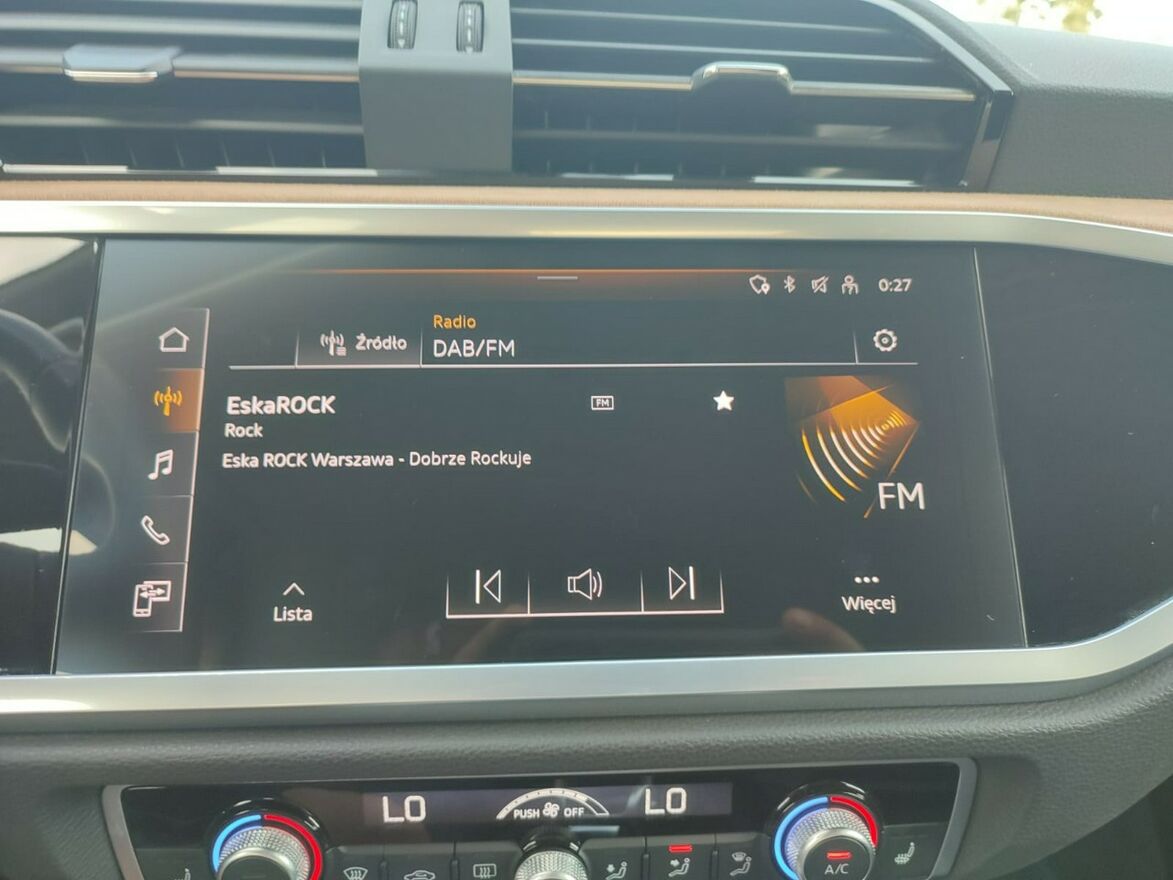 0:27
Radio
Źródło
DAB/FM
EskaROCK
FM
Rock
Eska ROCK Warszawa - Dobrze Rockuje
FM
Lista
Więcej
LO
PUSH OFF
LO
A/C